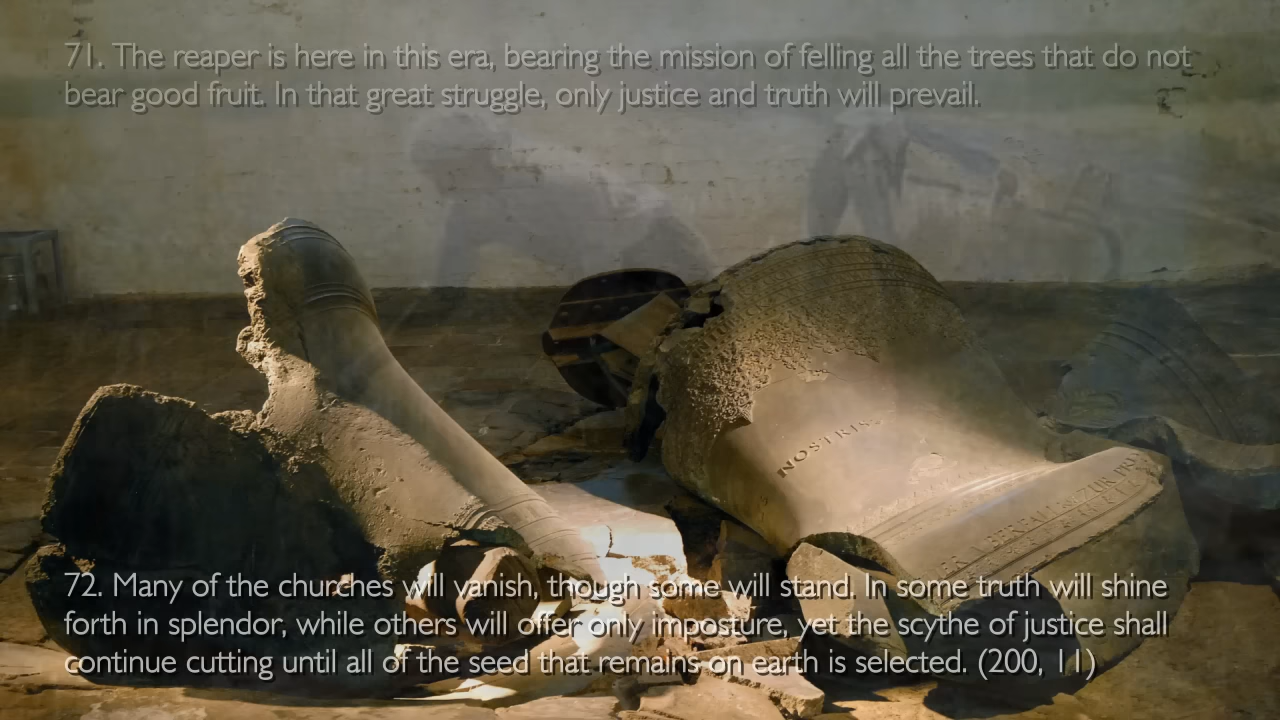 71. The reaper is here in this era, bearing the mission of felling all the trees that do not
bear good fruit. In that great struggle, only justice and truth will prevail.
NOSTRIS
72. Many of the churches will vanish, though some will stand. In some truth will shine
forth in splendor, while others will offer only imposture, yet the scythe of justice shall
continue cutting until all of the seed that remains on earth is selected. (200, 11)